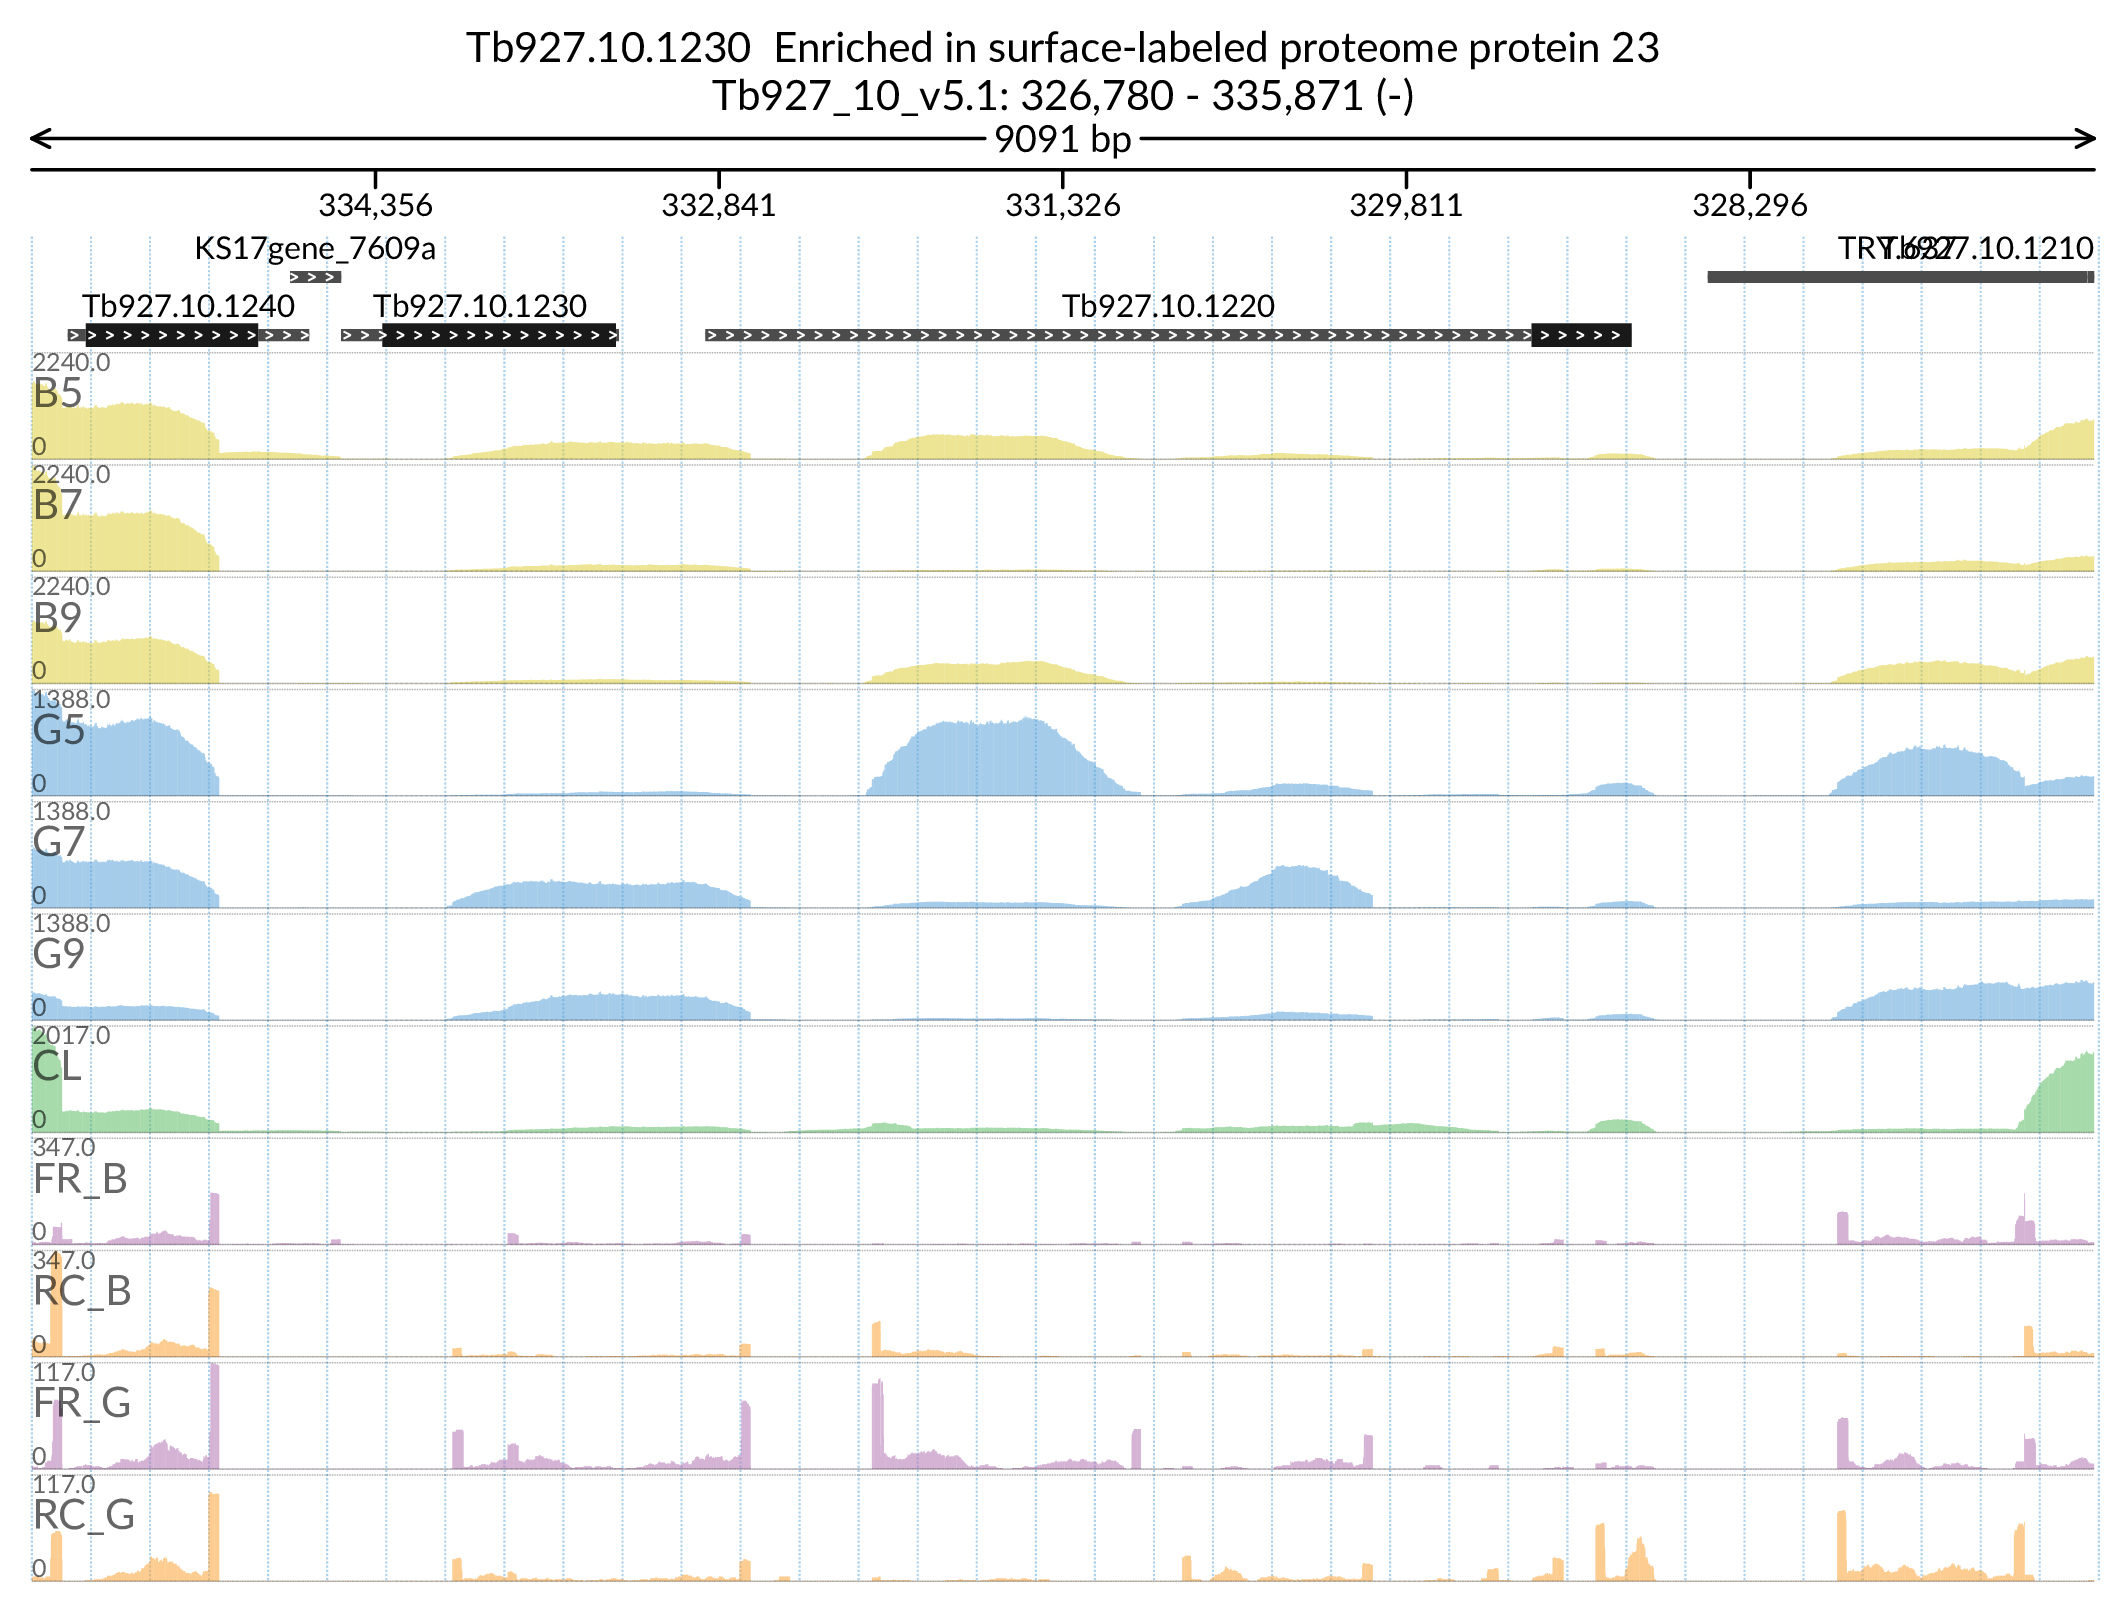 Tb927.10.1230 Enriched in surface-labeled proteome protein 23
Tb927_10_v5.1: 326,780 - 335,871 (-)
9091 bp
334,356 332,841 331,326 329,811 328,296
KS17gene_7609a Tb927.10.1210
Tb927.10.1240 Tb927.10.1230 Tb927.10.1220
2240.0
B5
0
2240.0
B7
0
2240.0
B9
0
1388.0
G5
0
1388.0
G7
0
1388.0
G9
0
2017.0
CL
0
347.0
FR_B
0
347.0
RC_B
0
117.0
FR_G
0
117.0
RC_G
0